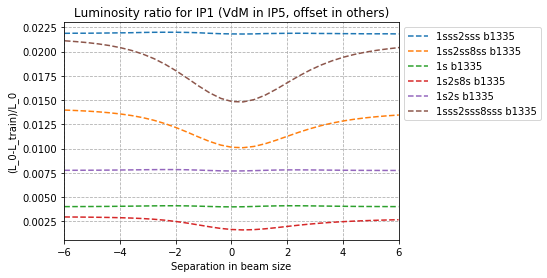 Luminosity ratio for IP1 (VdM in IP5, offset in others)
(L_0-L_train)/L_0
0.0225
0.0200
0.0175
0.0150
0.0125
0.0100
0.0075
0.0050
0.0025
−6
−4
−2
0
2
4
6
Separation in beam size
1sss2sss b1335
1ss2ss8ss b1335
1s b1335
1s2s8s b1335
1s2s b1335
1sss2sss8sss b1335